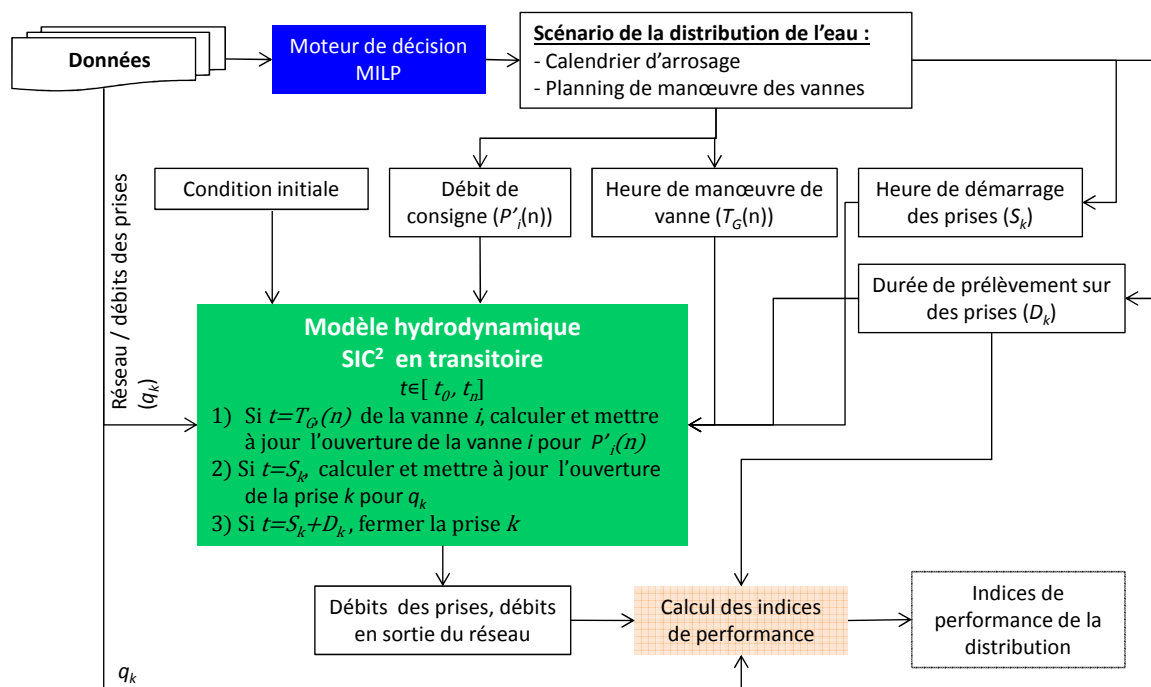 Données
Moteur de décision
MILP
Scénario de la distribution de l'eau :
- Calendrier d'arrosage
- Planning de manœuvre des vannes
Condition initiale
Débit de
consigne (P'i(n))
Heure de manœuvre de
vanne (TG(n))
Heure de démarrage
des prises (Sk)
Durée de prélèvement sur
des prises (Dk)
Réseau / débits des prises
(qk)
Modèle hydrodynamique
SIC² en transitoire
t∈[ t0, tn]
1) Si t=TG,(n) de la vanne i, calculer et mettre
à jour l'ouverture de la vanne i pour P'i(n)
2) Si t=Sk, calculer et mettre à jour l'ouverture
de la prise k pour qk
3) Si t=Sk+Dk, fermer la prise k
Débits des prises, débits
en sortie du réseau
Calcul des indices
de performance
Indices de
performance de la
distribution
qk